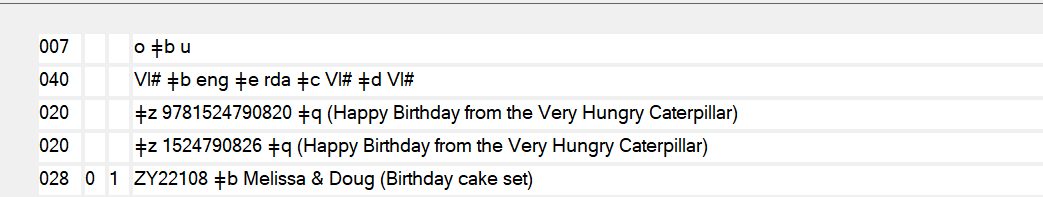 007 o ǂb u
040 Vl# ǂb eng ǂe rda ǂc Vl# ǂd Vl#
020 ǂz 9781524790820 ǂq (Happy Birthday from the Very Hungry Caterpillar)
020 ǂz 1524790826 ǂq (Happy Birthday from the Very Hungry Caterpillar)
028 0 1 ZY22108 ǂb Melissa & Doug (Birthday cake set)